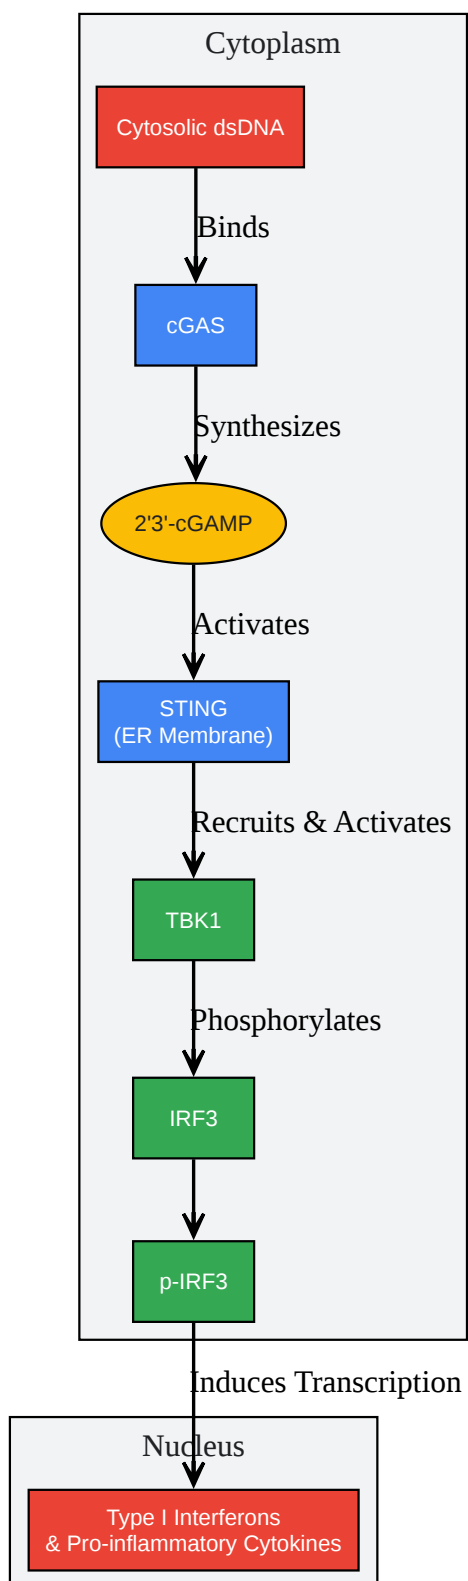 Cytoplasm
Cytosolic dsDNA
Binds
cGAS
Synthesizes
2'3'-cGAMP
Activates
STING
(ER Membrane)
Recruits & Activates
TBK1
Phosphorylates
IRF3
p-IRF3
Induces Transcription
Nucleus
Type I Interferons
& Pro-inflammatory Cytokines